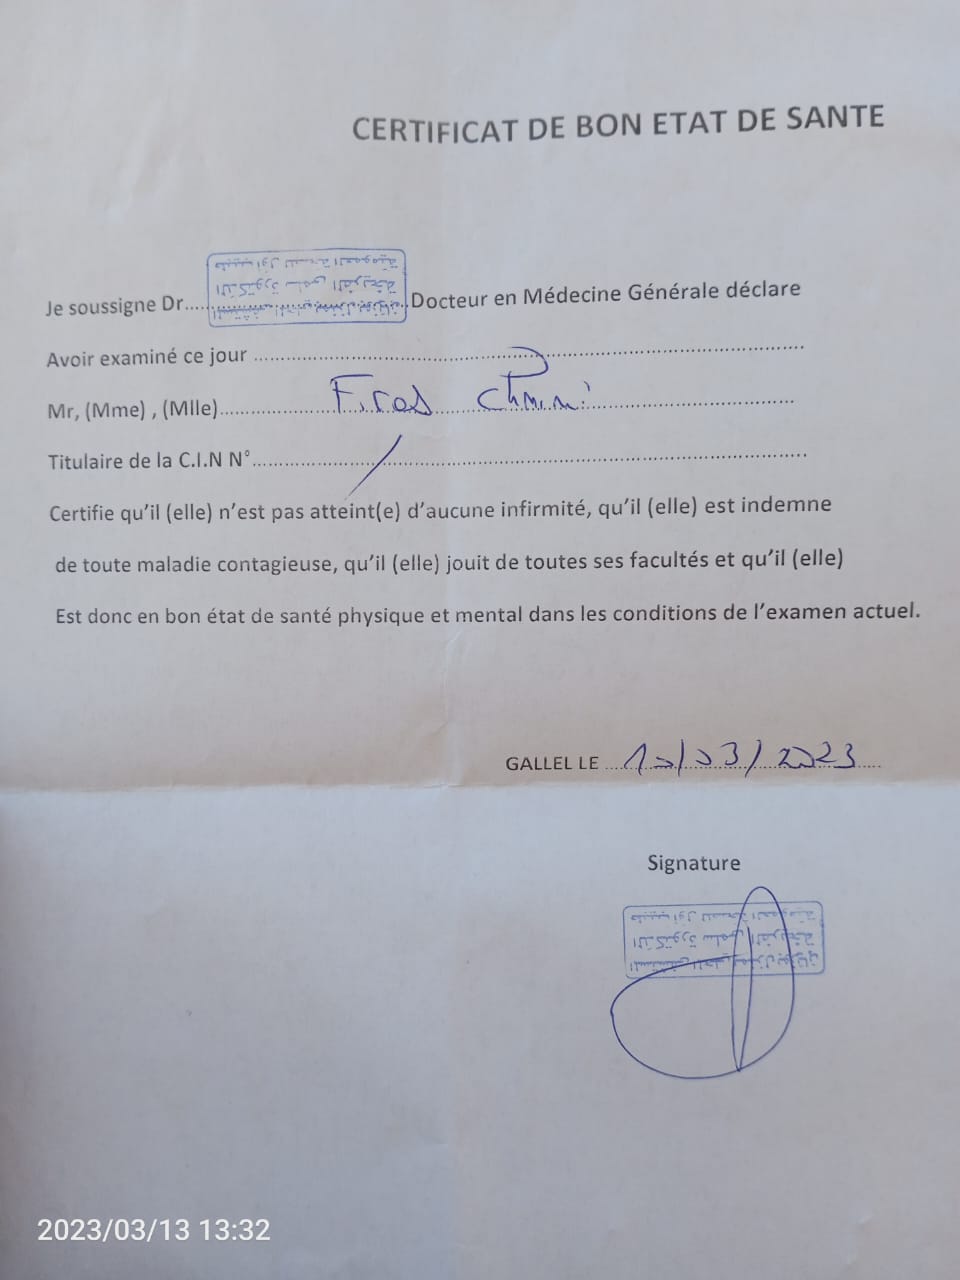 CERTIFICAT DE BON ETAT DE SANTE
Je soussigne Dr..... Docteur en Médecine Générale déclare
Avoir examiné ce jour
Mr, (Mme) , (Mlle)
Titulaire de la C.I.N N°
Certifie qu'il (elle) n'est pas atteint(e) d'aucune infirmité, qu'il (elle) est indemne
de toute maladie contagieuse, qu'il (elle) jouit de toutes ses facultés et qu'il (elle)
Est donc en bon état de santé physique et mental dans les conditions de l'examen actuel.
GALLEL LE 10/03/2023
Signature
2023/03/13 13:32